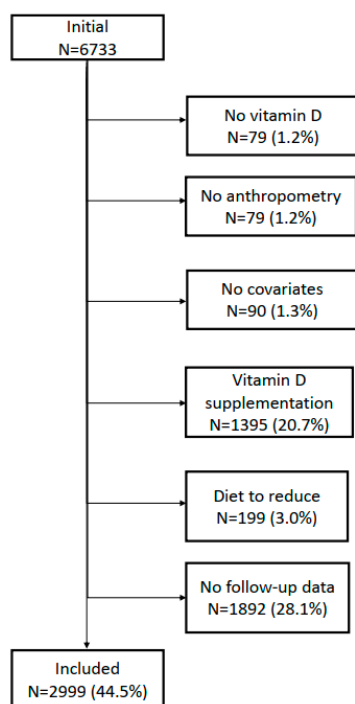 Initial
N=6733
No vitamin D
N=79 (1.2%)
No anthropometry
N=79 (1.2%)
No covariates
N=90 (1.3%)
Vitamin D
supplementation
N=1395 (20.7%)
Diet to reduce
N=199 (3.0%)
No follow-up data
N=1892 (28.1%)
Included
N=2999 (44.5%)